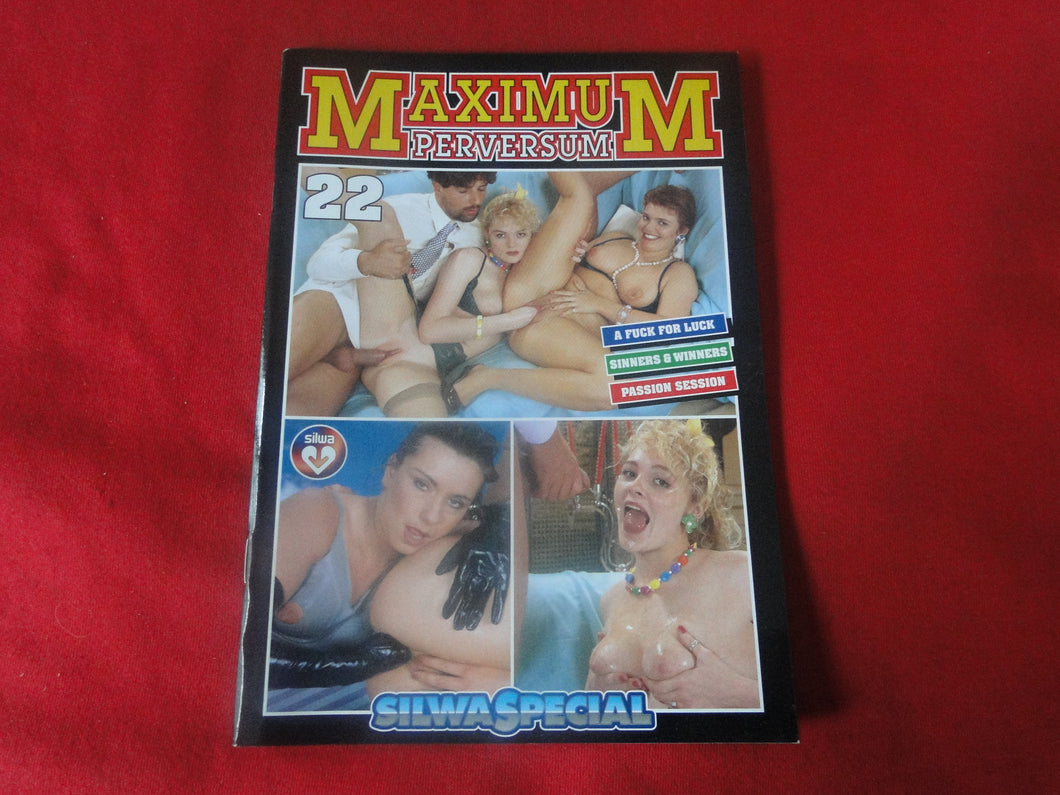 MAXIMUM
PERVERSUM
22
A FUCK FOR LUCK
SINNERS & WINNERS
PASSION SESSION
silwa
SILWA SPECIAL